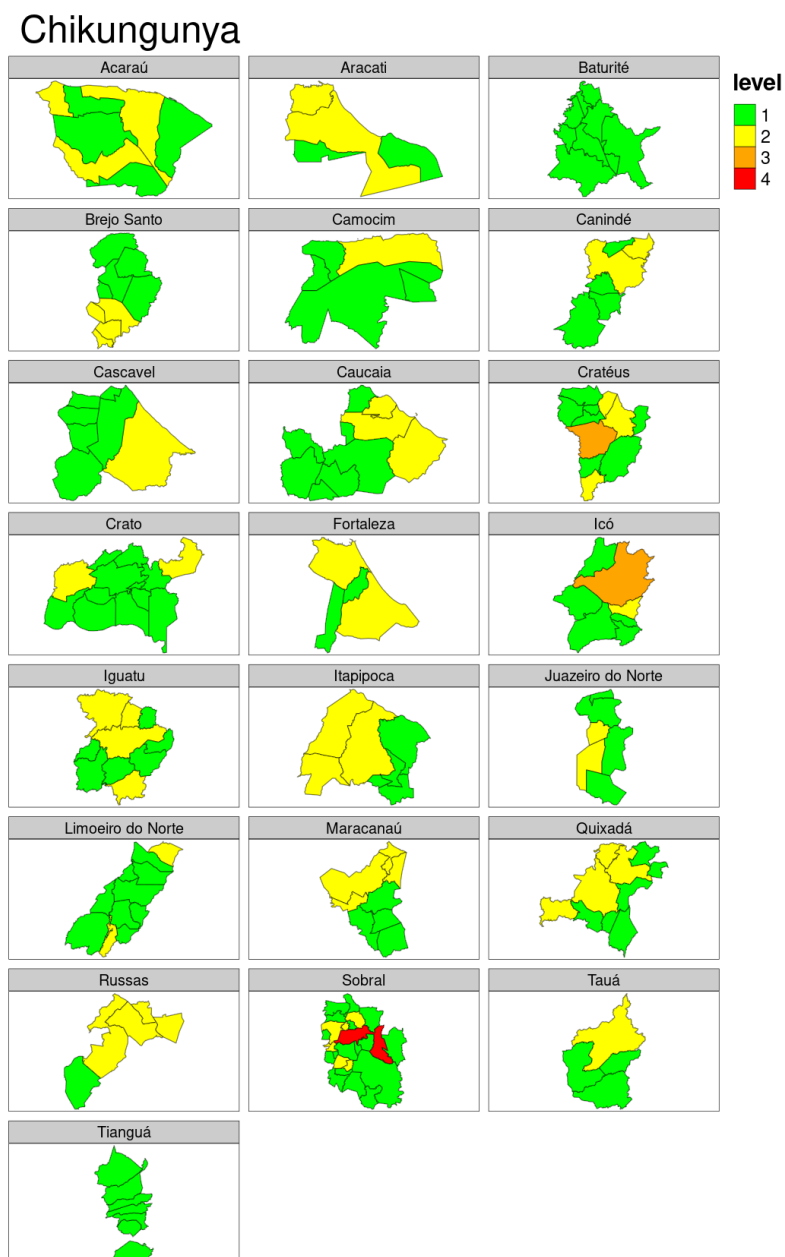 Chikungunya
Acaraú
Aracati
Baturité
level
1
2
3
4
Brejo Santo
Camocim
Canindé
Cascavel
Caucaia
Cratéus
Crato
Fortaleza
Icó
Iguatu
Itapipoca
Juazeiro do Norte
Limoeiro do Norte
Maracanaú
Quixadá
Russas
Sobral
Tauá
Tianguá